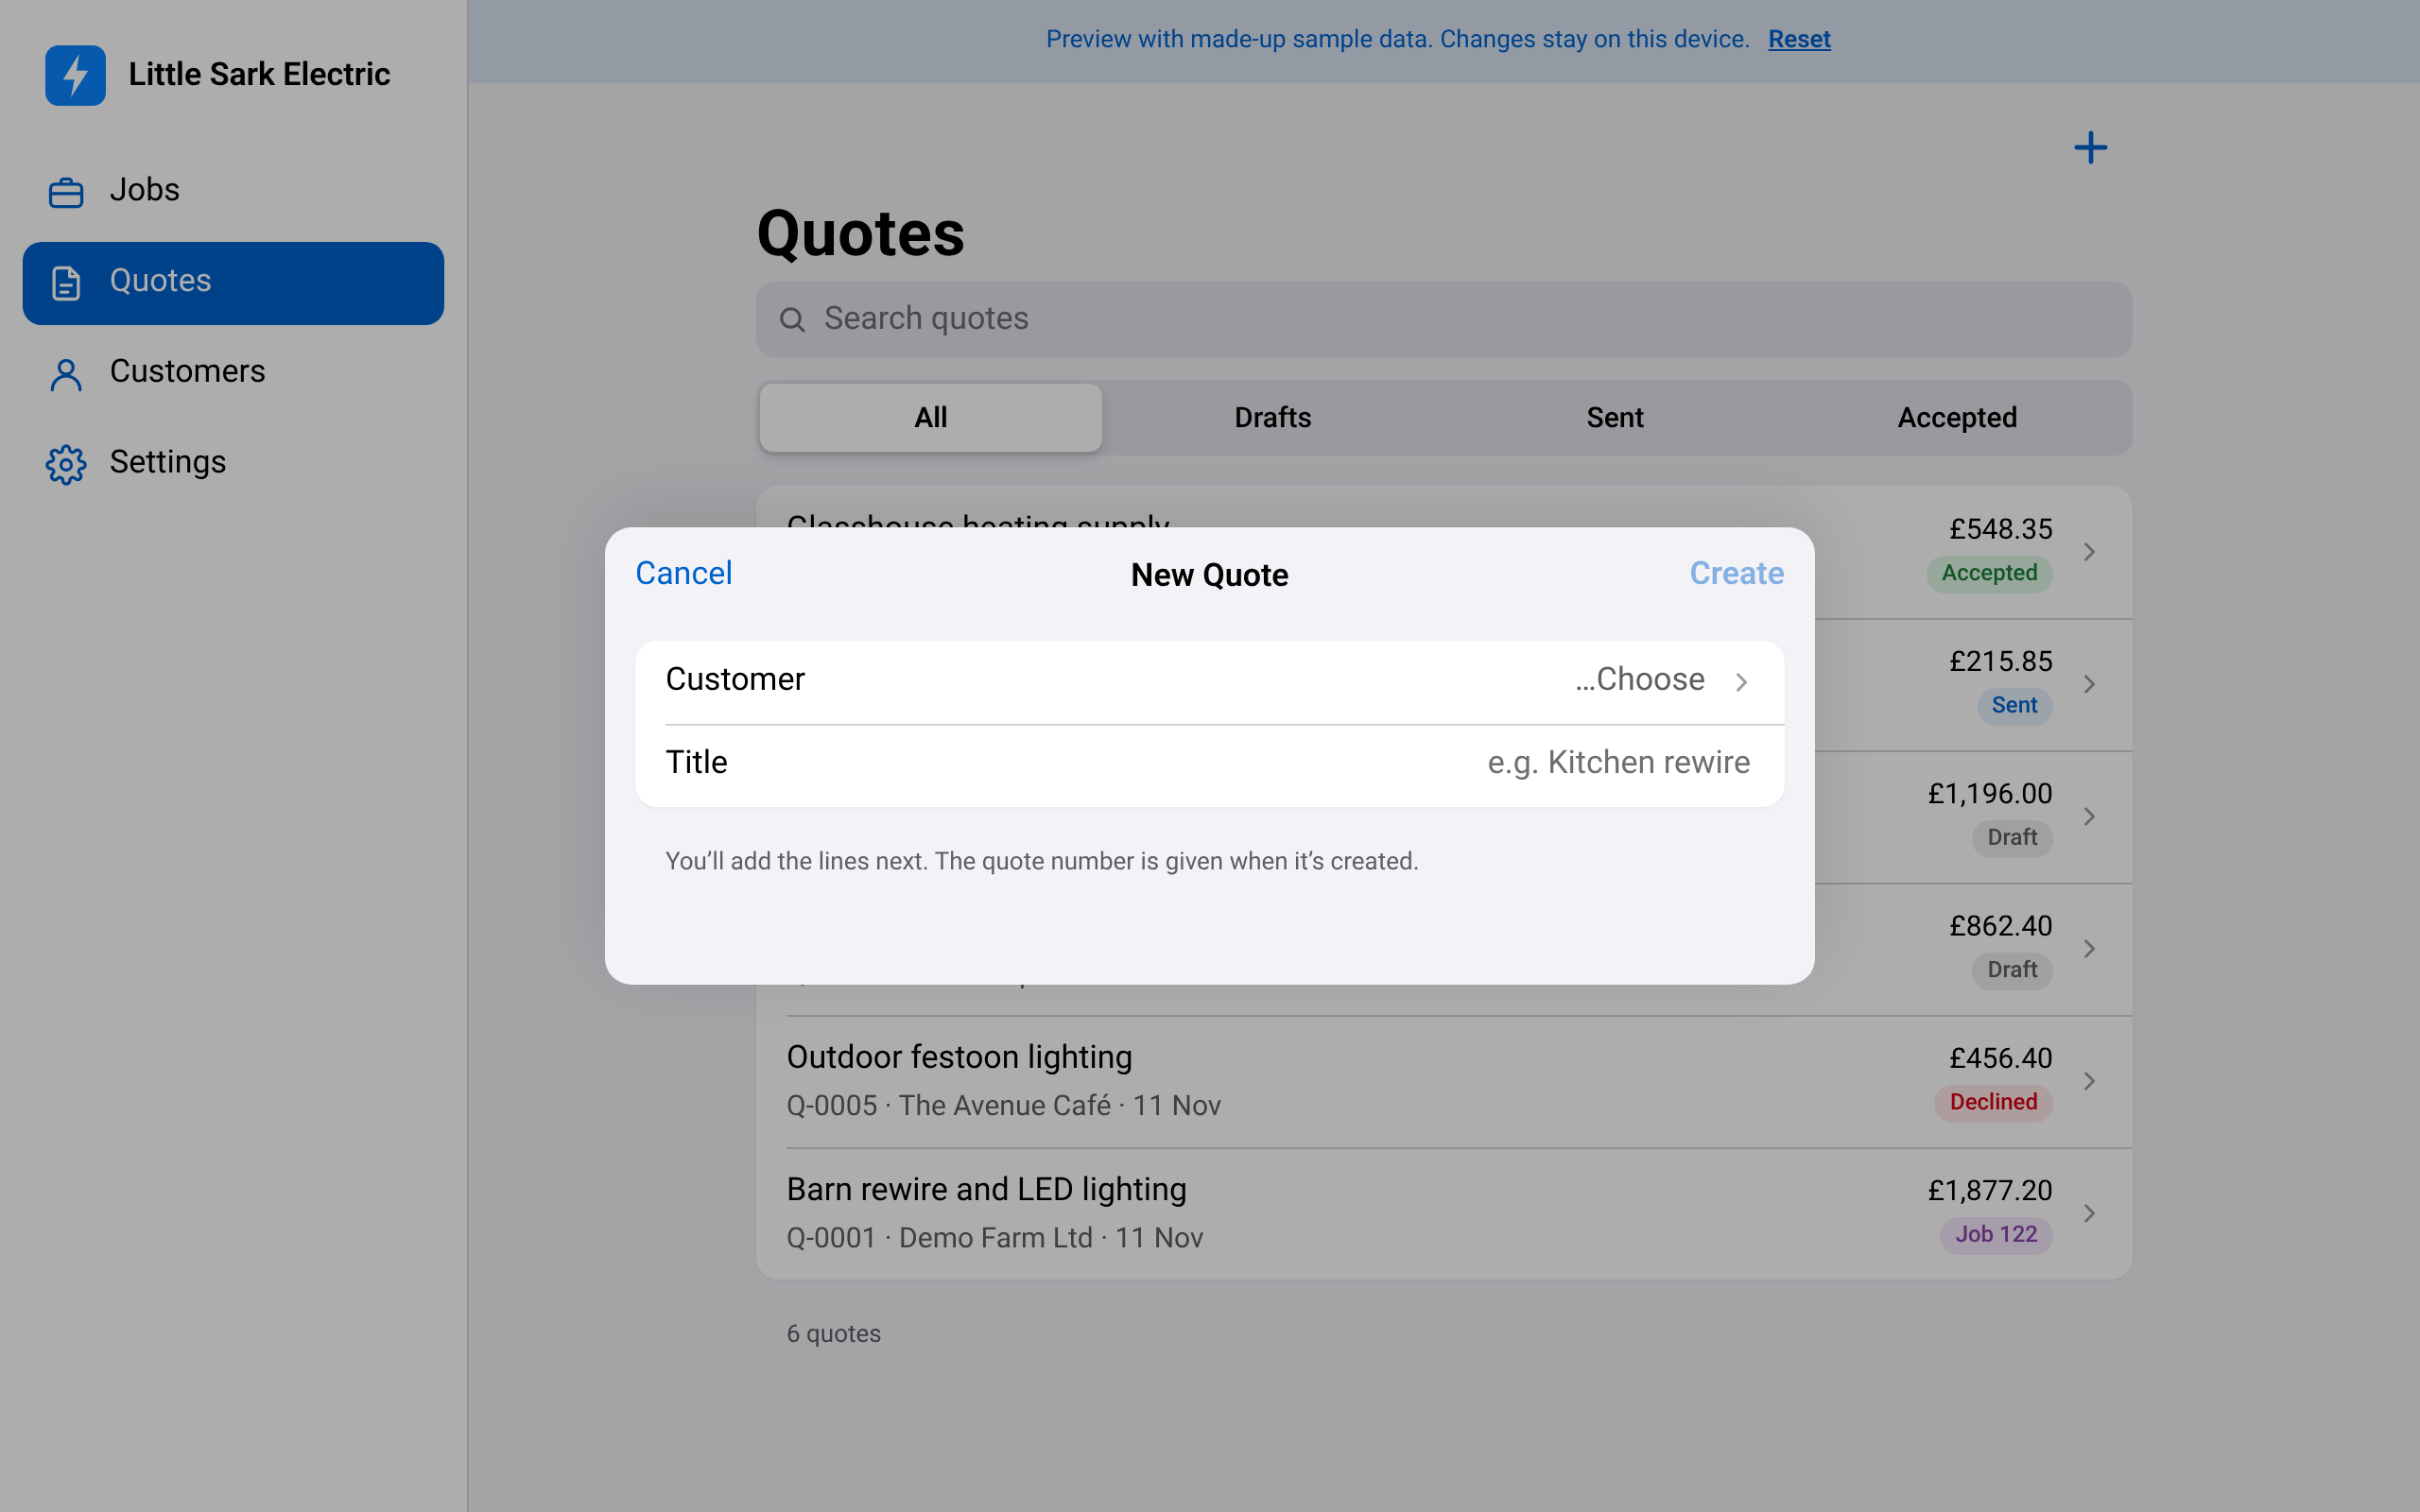 Little Sark Electric
Jobs
Quotes
Customers
Settings
Preview with made-up sample data. Changes stay on this device. Reset
Quotes
Search quotes
All Drafts Sent Accepted
Glasshouse heating supply
£548.35
Accepted
£215.85
Sent
£1,196.00
Draft
£862.40
Draft
Cancel New Quote Create
Customer …Choose
Title e.g. Kitchen rewire
You’ll add the lines next. The quote number is given when it’s created.
Outdoor festoon lighting £456.40
Q-0005 · The Avenue Café · 11 Nov Declined
Barn rewire and LED lighting £1,877.20
Q-0001 · Demo Farm Ltd · 11 Nov Job 122
6 quotes